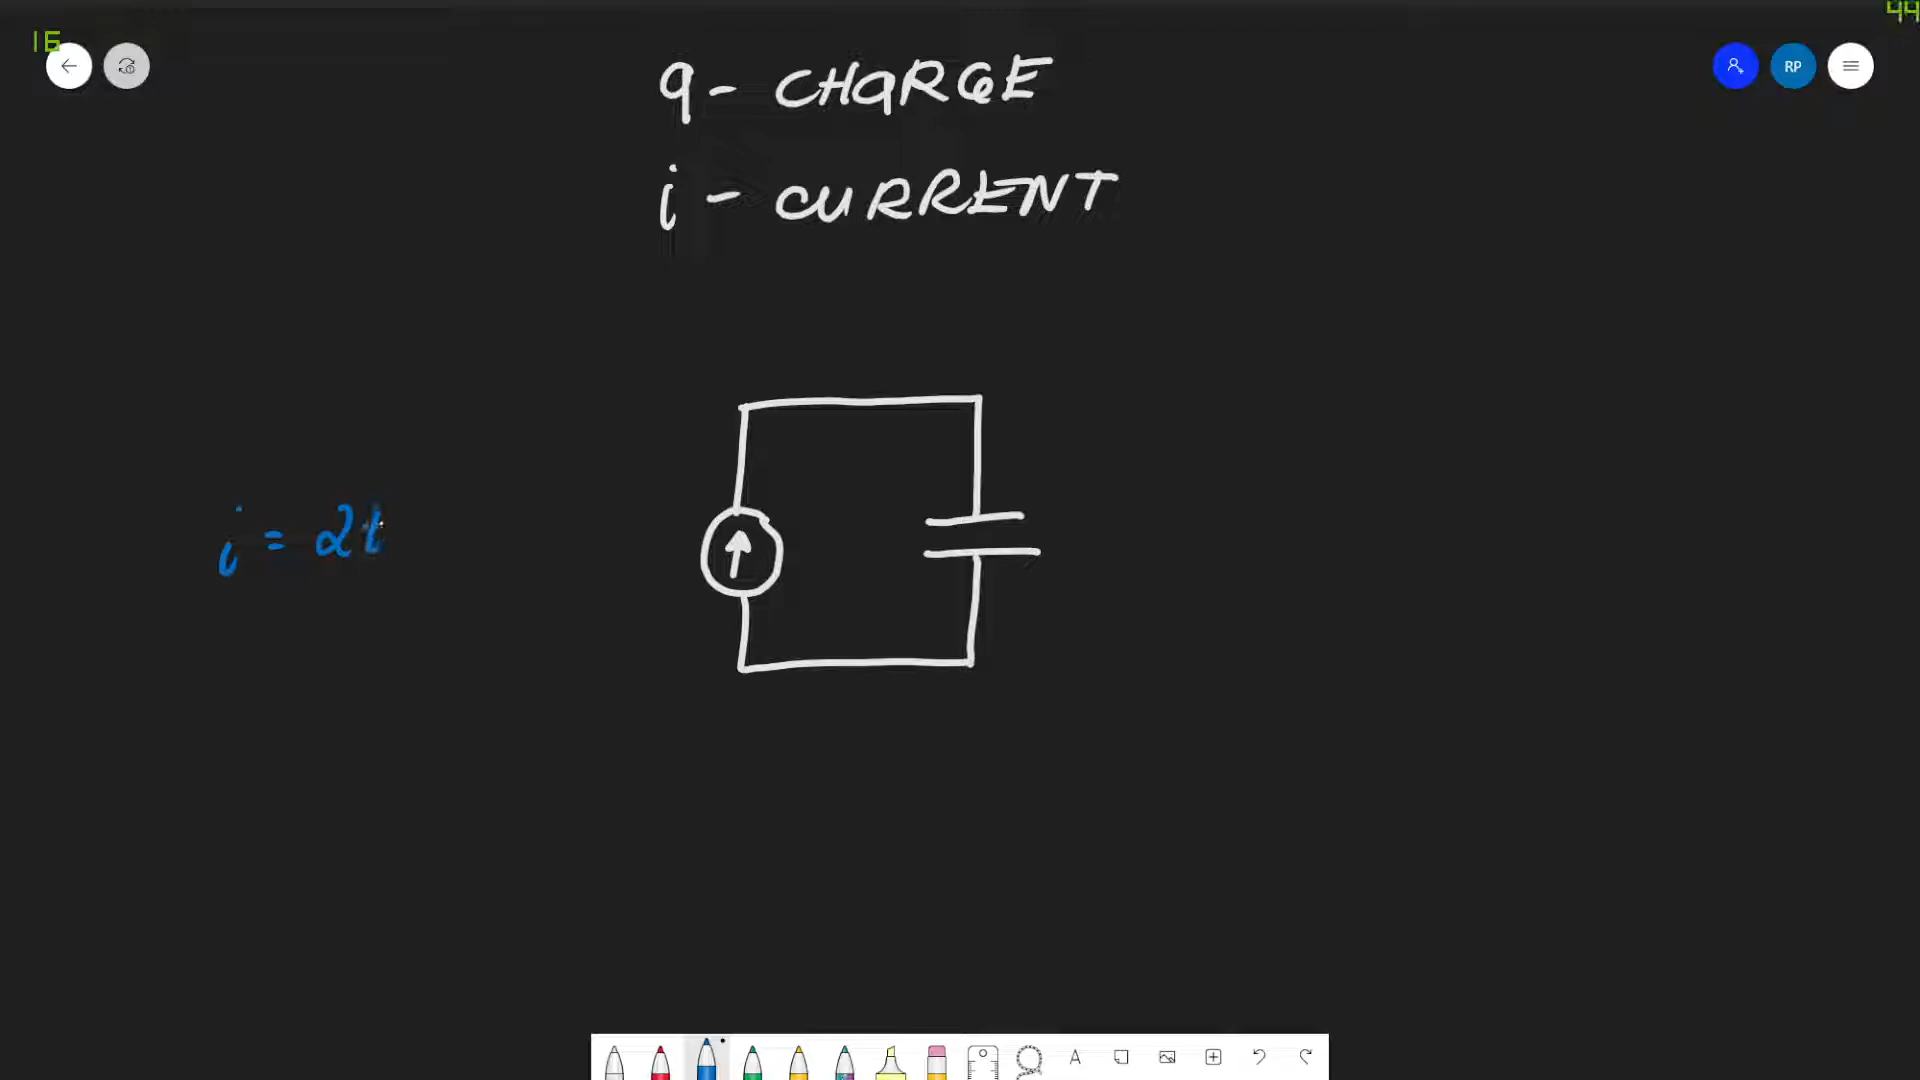 16
44
RP
q - CHARGE
i - CURRENT
i = 2t
A